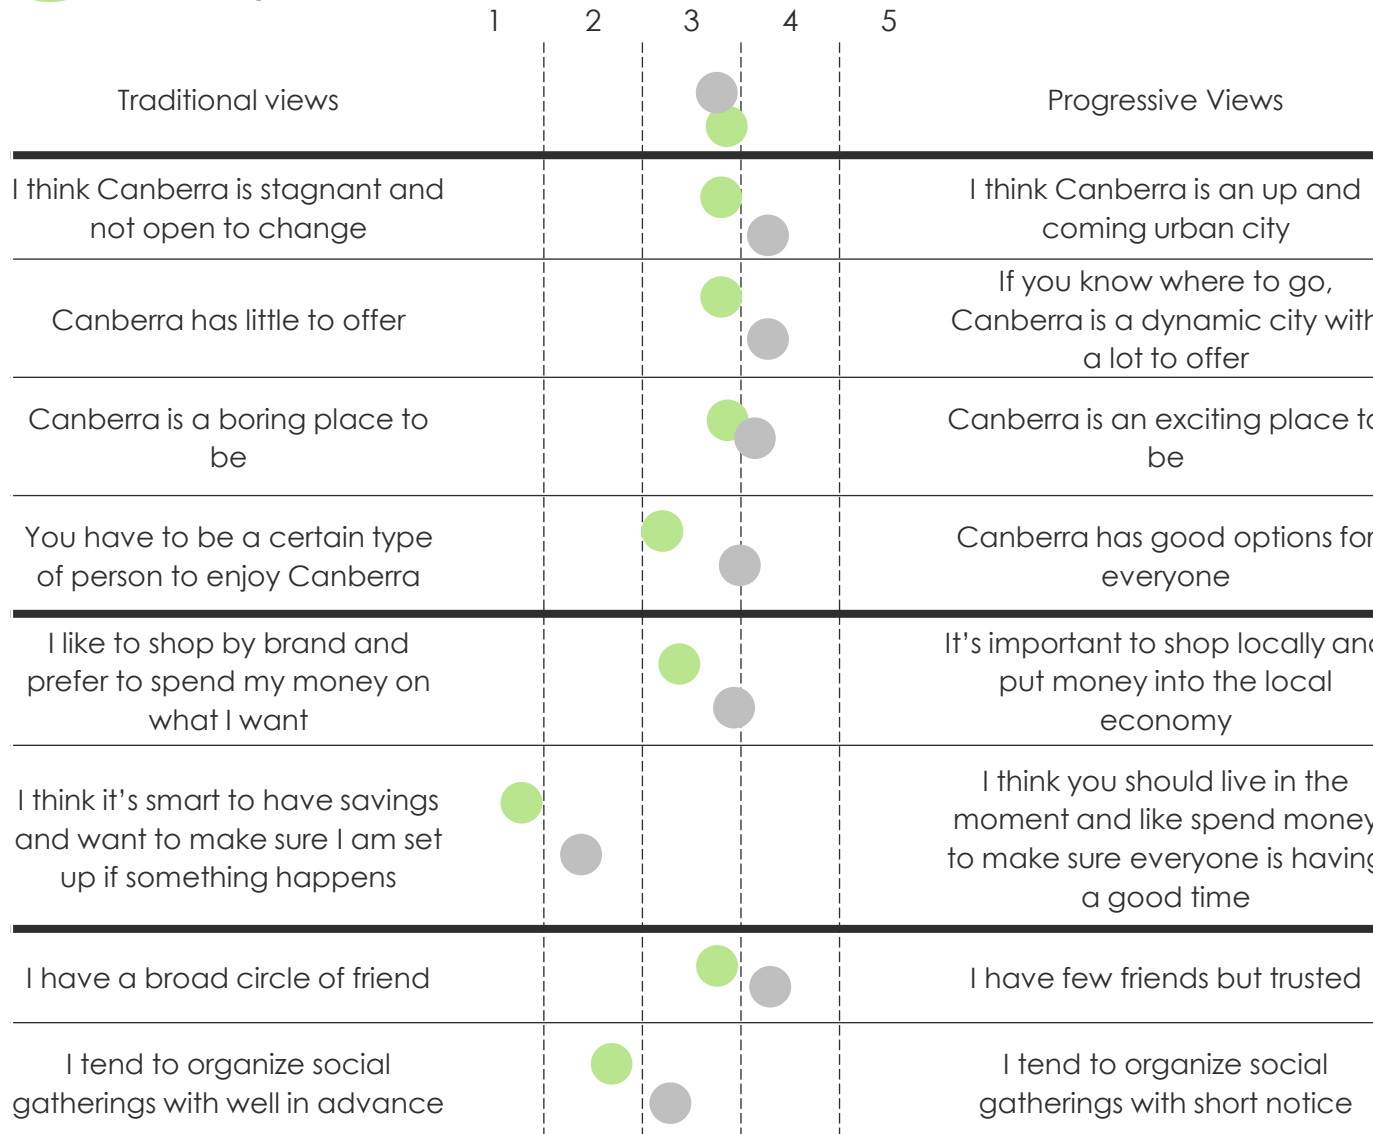 1 2 3 4 5
Traditional views
Progressive Views
I think Canberra is stagnant and
not open to change
I think Canberra is an up and
coming urban city
Canberra has little to offer
If you know where to go,
Canberra is a dynamic city with
a lot to offer
Canberra is a boring place to
be
Canberra is an exciting place to
be
You have to be a certain type
of person to enjoy Canberra
Canberra has good options for
everyone
I like to shop by brand and
prefer to spend my money on
what I want
It's important to shop locally and
put money into the local
economy
I think it's smart to have savings
and want to make sure I am set
up if something happens
I think you should live in the
moment and like spend money
to make sure everyone is having
a good time
I have a broad circle of friend
I have few friends but trusted
I tend to organize social
gatherings with well in advance
I tend to organize social
gatherings with short notice